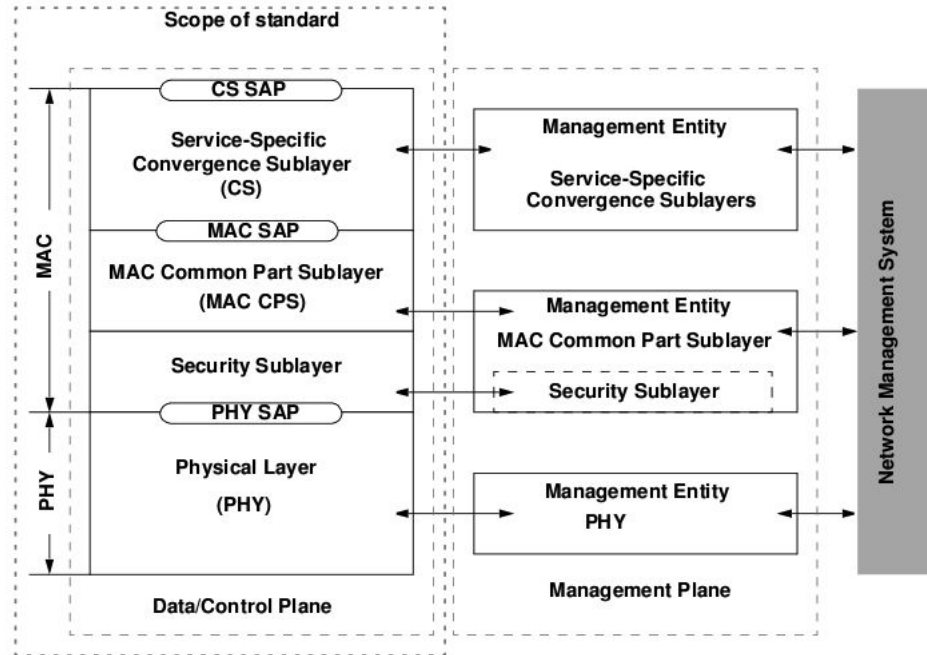 Scope of standard
CS SAP
Service-Specific
Convergence Sublayer
(CS)
MAC SAP
MAC Common Part Sublayer
(MAC CPS)
Security Sublayer
PHY SAP
Physical Layer
(PHY)
Data/Control Plane
MAC
PHY
Management Entity
Service-Specific
Convergence Sublayers
Management Entity
MAC Common Part Sublayer
Security Sublayer
Management Entity
PHY
Management Plane
Network Management System